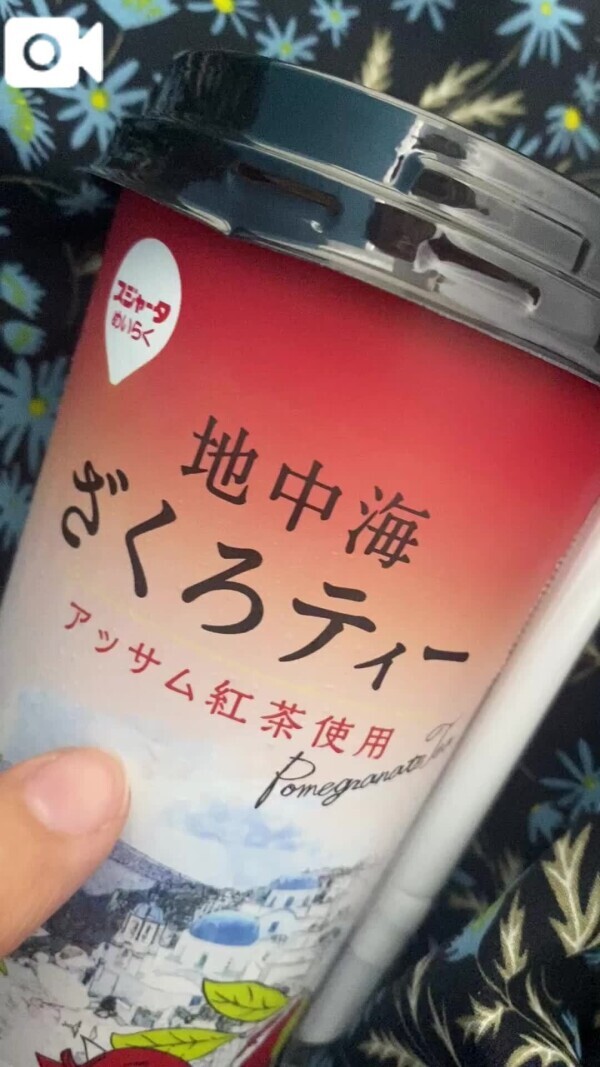 スジャータ
めいらく
地中海
ざくろティー
アッサム紅茶使用
Pomegranate Tea